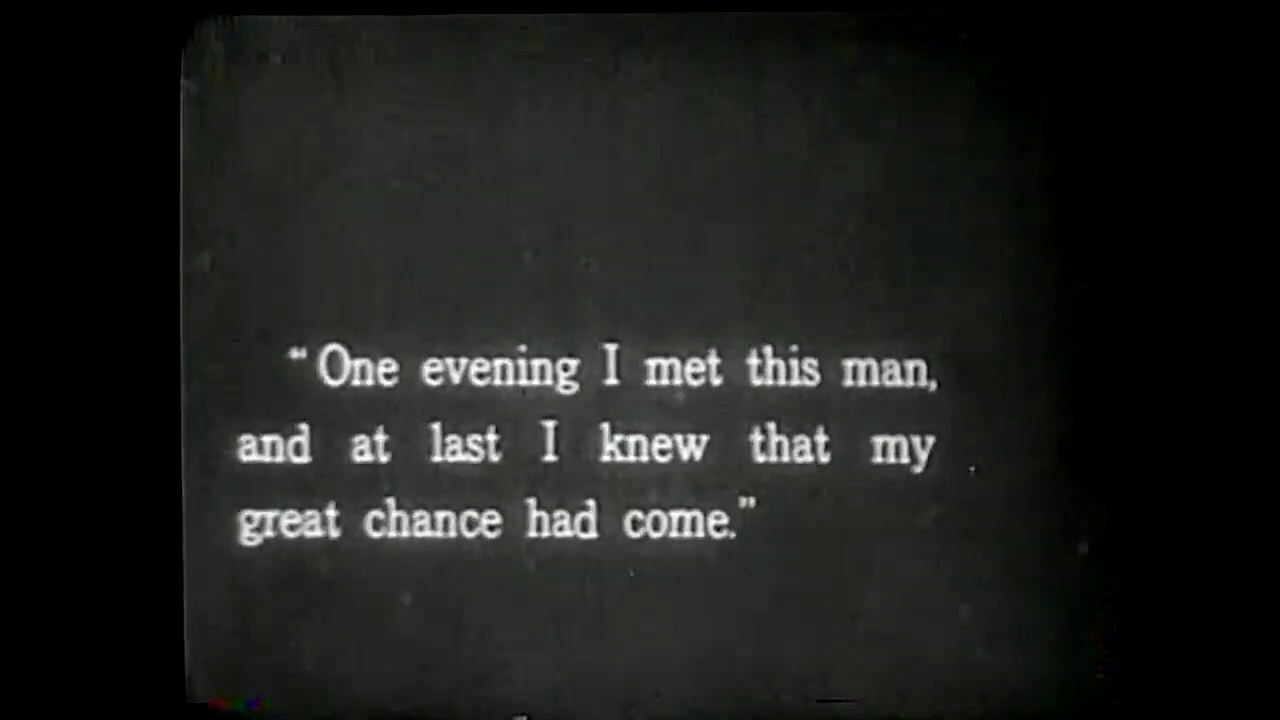 “One evening I met this man,
and at last I knew that my
great chance had come.”